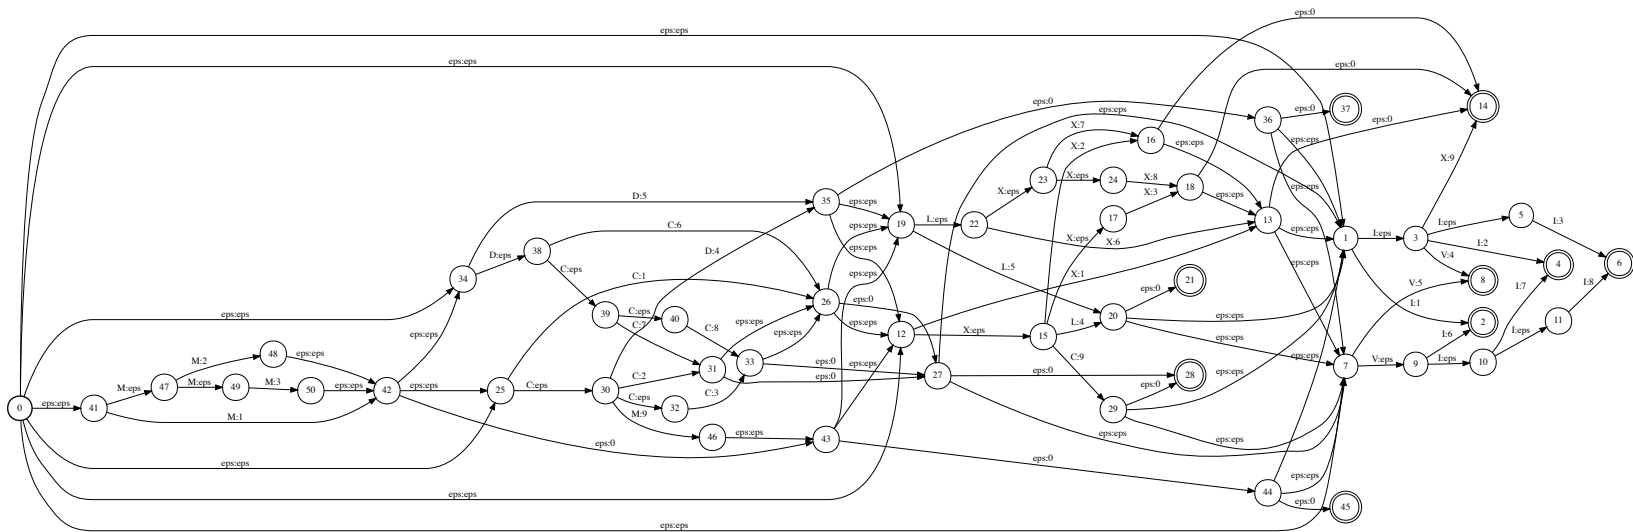 eps:0
eps:eps
eps:eps
eps:0
eps:eps
37
36
eps:0
14
X:7
16
eps:0
X:2
eps:eps
eps:eps
X:9
23
X:eps
24
X:8
18
eps:eps
X:eps
X:3
eps:eps
D:5
35
eps:eps
17
13
I:eps
5
I:3
C:6
D:4
eps:eps
19
L:eps
22
X:eps
X:6
eps:eps
1
I:eps
3
I:2
D:eps
38
eps:eps
eps:eps
V:4
4
6
34
C:eps
C:1
L:5
X:1
21
eps:eps
8
eps:0
V:5
I:7
I:8
26
eps:0
39
C:eps
40
C:7
eps:eps
C:8
eps:eps
eps:eps
eps:eps
eps:eps
20
eps:eps
I:1
2
11
L:4
12
X:eps
15
I:6
I:eps
eps:eps
M:2
48
eps:eps
33
eps:0
eps:eps
eps:eps
C:9
7
V:eps
9
I:eps
10
47
M:eps
49
M:3
50
eps:eps
42
eps:eps
25
C:eps
30
C:2
31
eps:0
27
eps:0
28
C:eps
C:3
eps:0
0
eps:eps
41
M:eps
M:1
32
29
eps:eps
M:9
46
eps:eps
43
eps:eps
eps:eps
eps:0
eps:eps
eps:0
eps:eps
44
eps:eps
eps:0
45
eps:eps